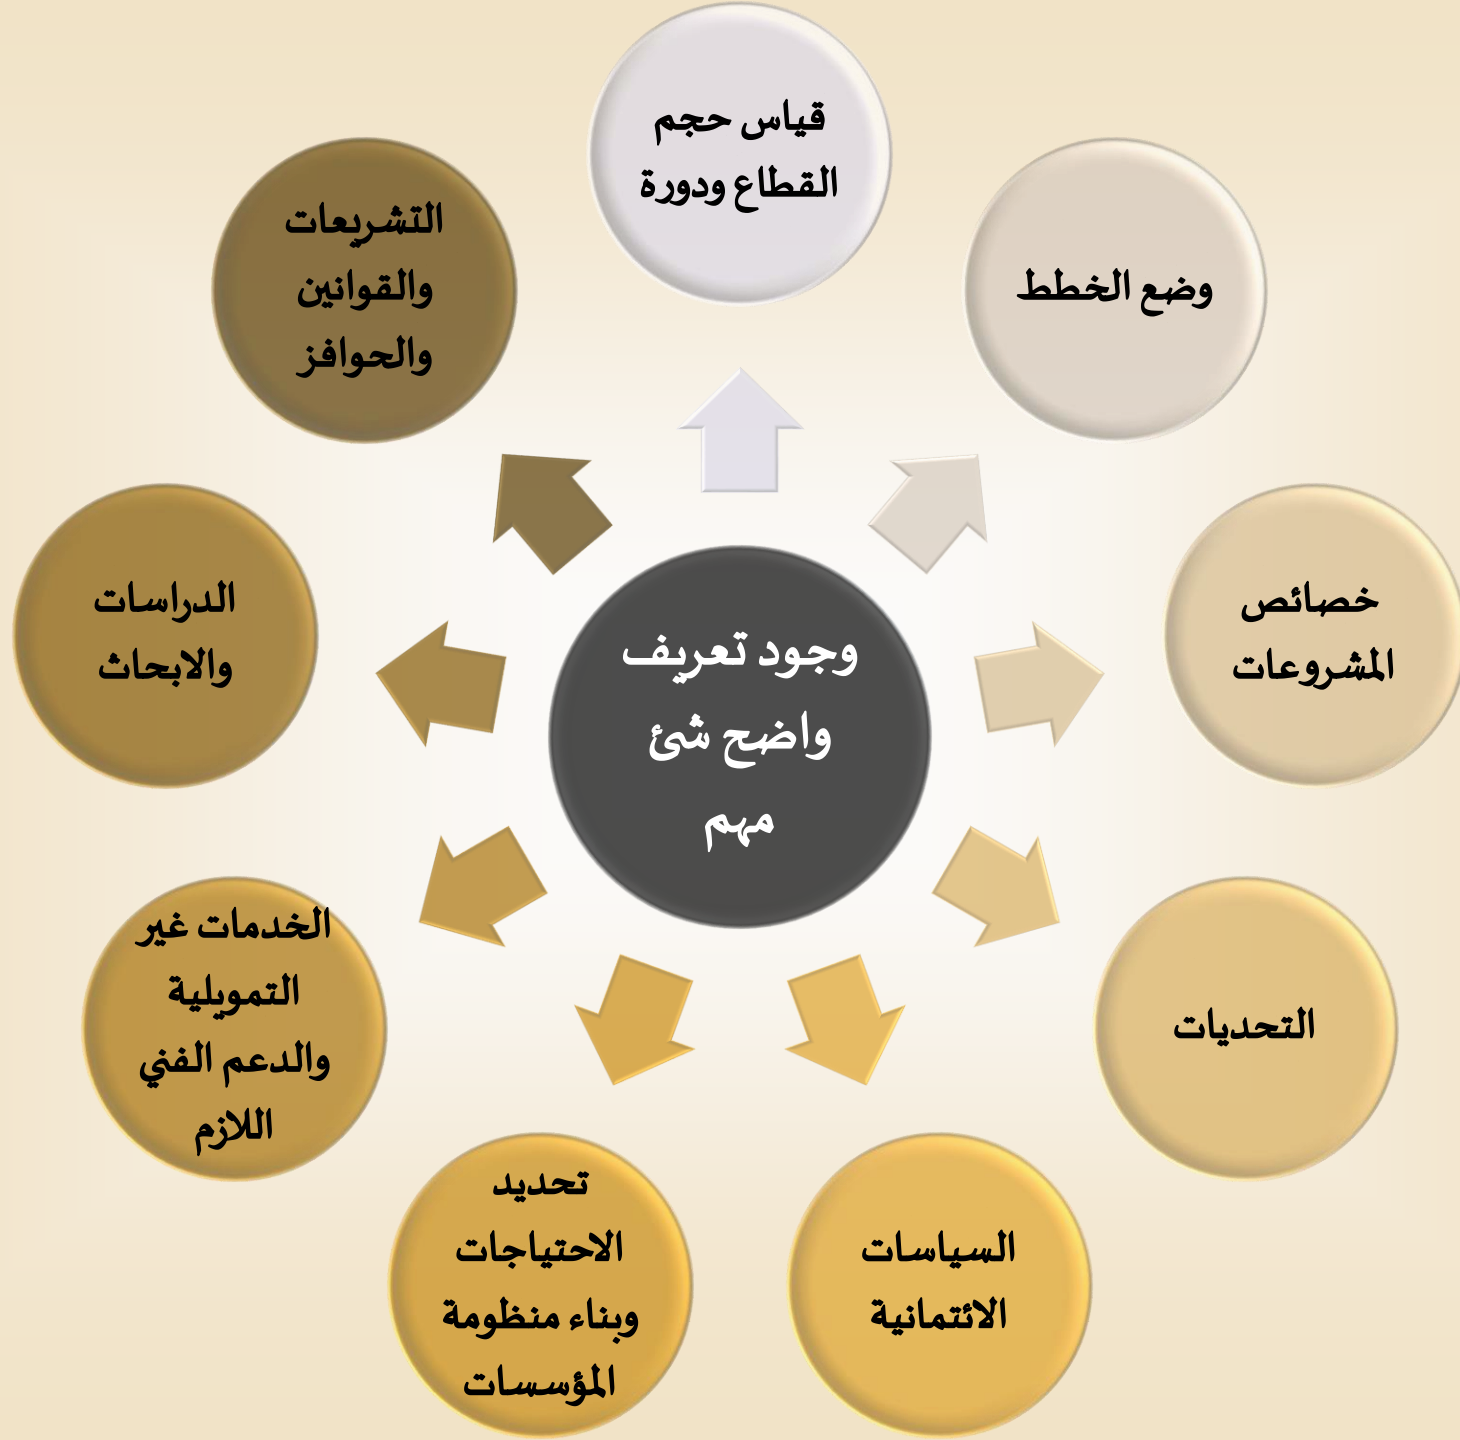 قياس حجم
القطاع ودورة
وضع الخطط
خصائص
المشروعات
التحديات
السياسات
الائتمانية
تحديد
الاحتياجات
وبناء منظومة
المؤسسات
الخدمات غير
التمويلية
والدعم الفني
اللازم
الدراسات
والابحاث
التشريعات
والقوانين
والحوافز
وجود تعريف
واضح شئ
مهم